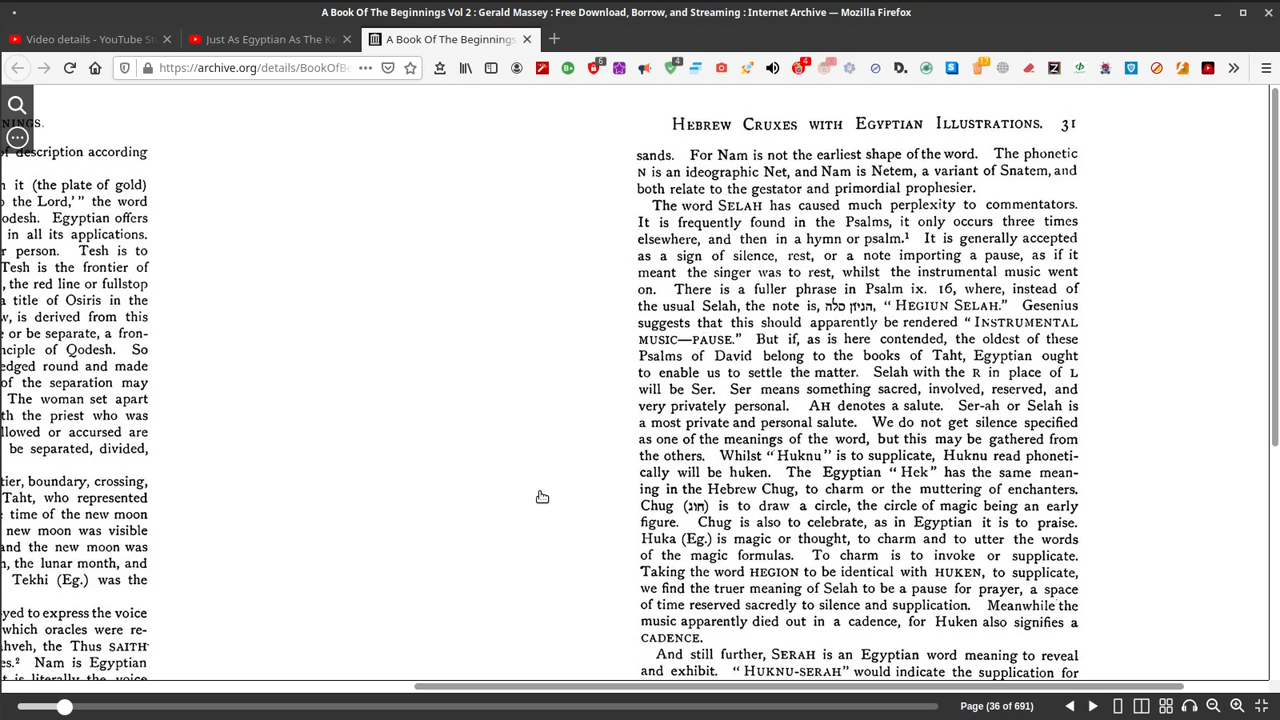 A Book Of The Beginnings Vol 2 : Gerald Massey : Free Download, Borrow, and Streaming : Internet Archive — Mozilla Firefox
Video details - YouTube St
Just As Egyptian As The Ke
A Book Of The Beginnings
https://archive.org/details/BookOfBe
6
4
4
17
NINGS.
of description according
n it (the plate of gold)
o the Lord,’” the word
odesh. Egyptian offers
in all its applications.
r person. Tesh is to
Tesh is the frontier of
, the red line or fullstop
a title of Osiris in the
w, is derived from this
e or be separate, a fron-
nciple of Qodesh. So
edged round and made
of the separation may
The woman set apart
th the priest who was
llowed or accursed are
be separated, divided,
tier, boundary, crossing,
Taht, who represented
time of the new moon
new moon was visible
and the new moon was
n, the lunar month, and
Tekhi (Eg.) was the
yed to express the voice
which oracles were re-
hveh, the Thus SAITH
es.² Nam is Egyptian
t is literally the voice
HEBREW CRUXES WITH EGYPTIAN ILLUSTRATIONS. 31
sands. For Nam is not the earliest shape of the word. The phonetic
N is an ideographic Net, and Nam is Netem, a variant of Snatem, and
both relate to the gestator and primordial prophesier.
The word SELAH has caused much perplexity to commentators.
It is frequently found in the Psalms, it only occurs three times
elsewhere, and then in a hymn or psalm.¹ It is generally accepted
as a sign of silence, rest, or a note importing a pause, as if it
meant the singer was to rest, whilst the instrumental music went
on. There is a fuller phrase in Psalm ix. 16, where, instead of
the usual Selah, the note is, הגיון סלה, “HEGIUN SELAH.” Gesenius
suggests that this should apparently be rendered “INSTRUMENTAL
MUSIC—PAUSE.” But if, as is here contended, the oldest of these
Psalms of David belong to the books of Taht, Egyptian ought
to enable us to settle the matter. Selah with the R in place of L
will be Ser. Ser means something sacred, involved, reserved, and
very privately personal. AH denotes a salute. Ser-ah or Selah is
a most private and personal salute. We do not get silence specified
as one of the meanings of the word, but this may be gathered from
the others. Whilst “Huknu” is to supplicate, Huknu read phoneti-
cally will be huken. The Egyptian “Hek” has the same mean-
ing in the Hebrew Chug, to charm or the muttering of enchanters.
Chug (חוג) is to draw a circle, the circle of magic being an early
figure. Chug is also to celebrate, as in Egyptian it is to praise.
Huka (Eg.) is magic or thought, to charm and to utter the words
of the magic formulas. To charm is to invoke or supplicate.
Taking the word HEGION to be identical with HUKEN, to supplicate,
we find the truer meaning of Selah to be a pause for prayer, a space
of time reserved sacredly to silence and supplication. Meanwhile the
music apparently died out in a cadence, for Huken also signifies a
CADENCE.
And still further, SERAH is an Egyptian word meaning to reveal
and exhibit. “HUKNU-SERAH” would indicate the supplication for
Page (36 of 691)